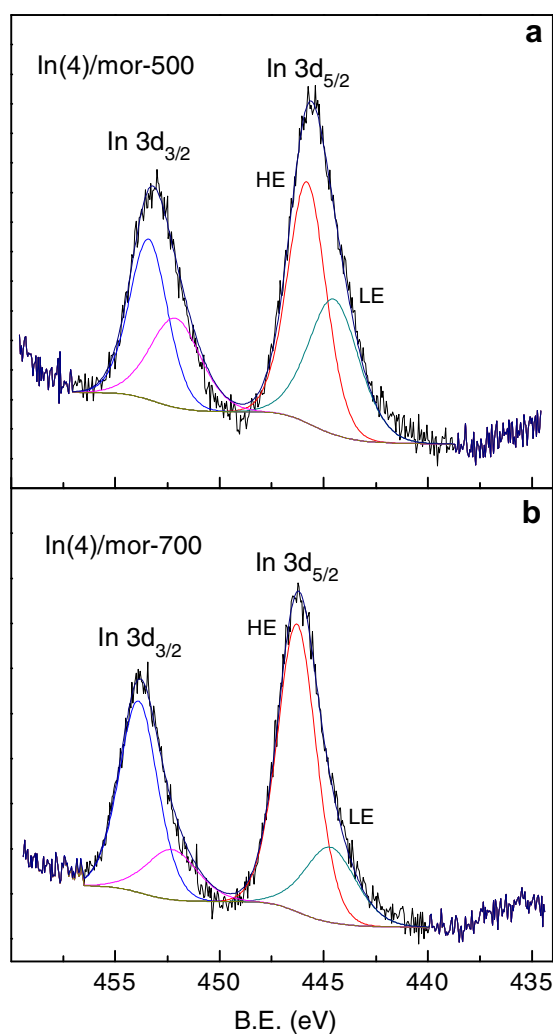 a
In(4)/mor-500
In 3d5/2
In 3d3/2
HE
LE
b
In(4)/mor-700
In 3d5/2
In 3d3/2
HE
LE
455 450 445 440 435
B.E. (eV)